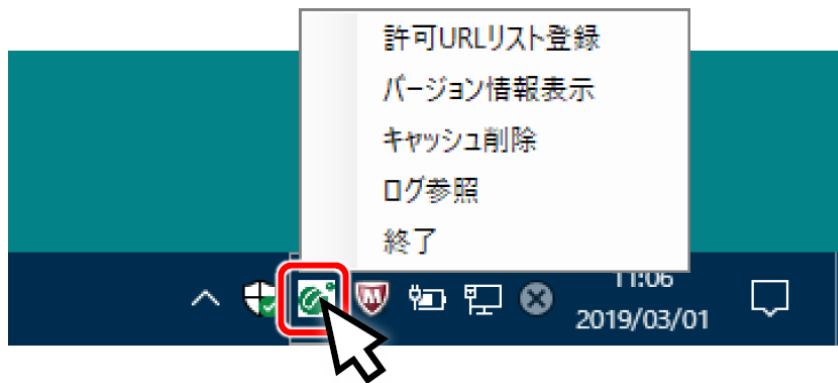 許可URLリスト登録
バージョン情報表示
キャッシュ削除
ログ参照
終了
11:06
2019/03/01